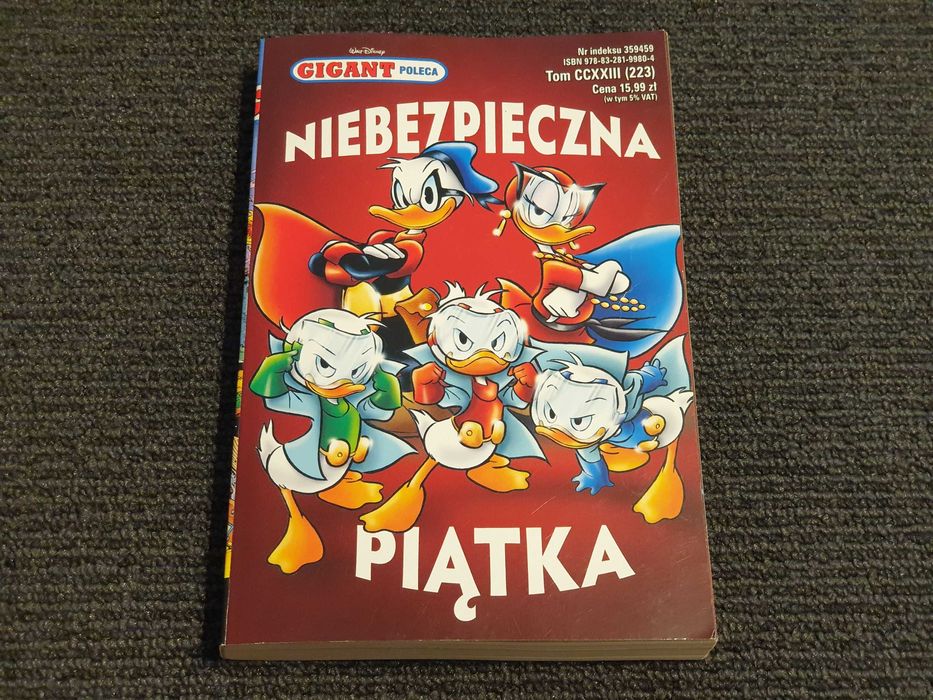 Walt Disney
GIGANT POLECA
Nr indeksu 359459
ISBN 978-83-281-9980-4
Tom CCXXIII (223)
Cena 15,99 zł
(w tym 5% VAT)
NIEBEZPIECZNA
PIĄTKA